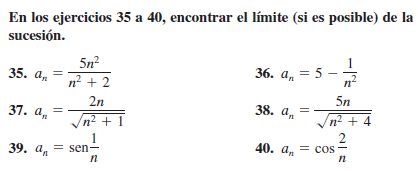 En los ejercicios 35 a 40, encontrar el límite (si es posible) de la
sucesión.
35. aₙ = 5n² / (n² + 2)
36. aₙ = 5 − 1/n²
37. aₙ = 2n / √(n² + 1)
38. aₙ = 5n / √(n² + 4)
39. aₙ = sen 1/n
40. aₙ = cos 2/n